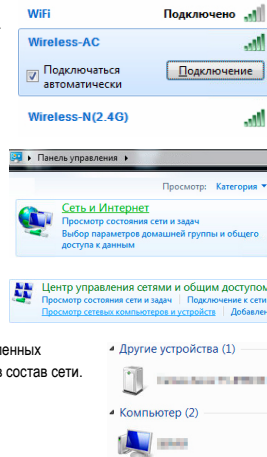 WiFi Подключено
Wireless-AC
Подключаться автоматически
Подключение
Wireless-N(2.4G)
Панель управления
Просмотр: Категория
Сеть и Интернет
Просмотр состояния сети и задач
Выбор параметров домашней группы и общего
доступа к данным
Центр управления сетями и общим доступом
Просмотр состояния сети и задач Подключение к сети
Просмотр сетевых компьютеров и устройств
Другие устройства (1)
в состав сети.
Компьютер (2)